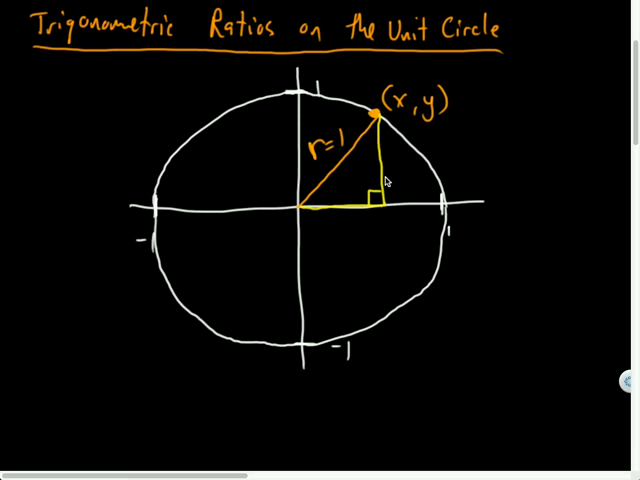 Trigonometric Ratios on the Unit Circle
1
(x, y)
r=1
-1
1
-1